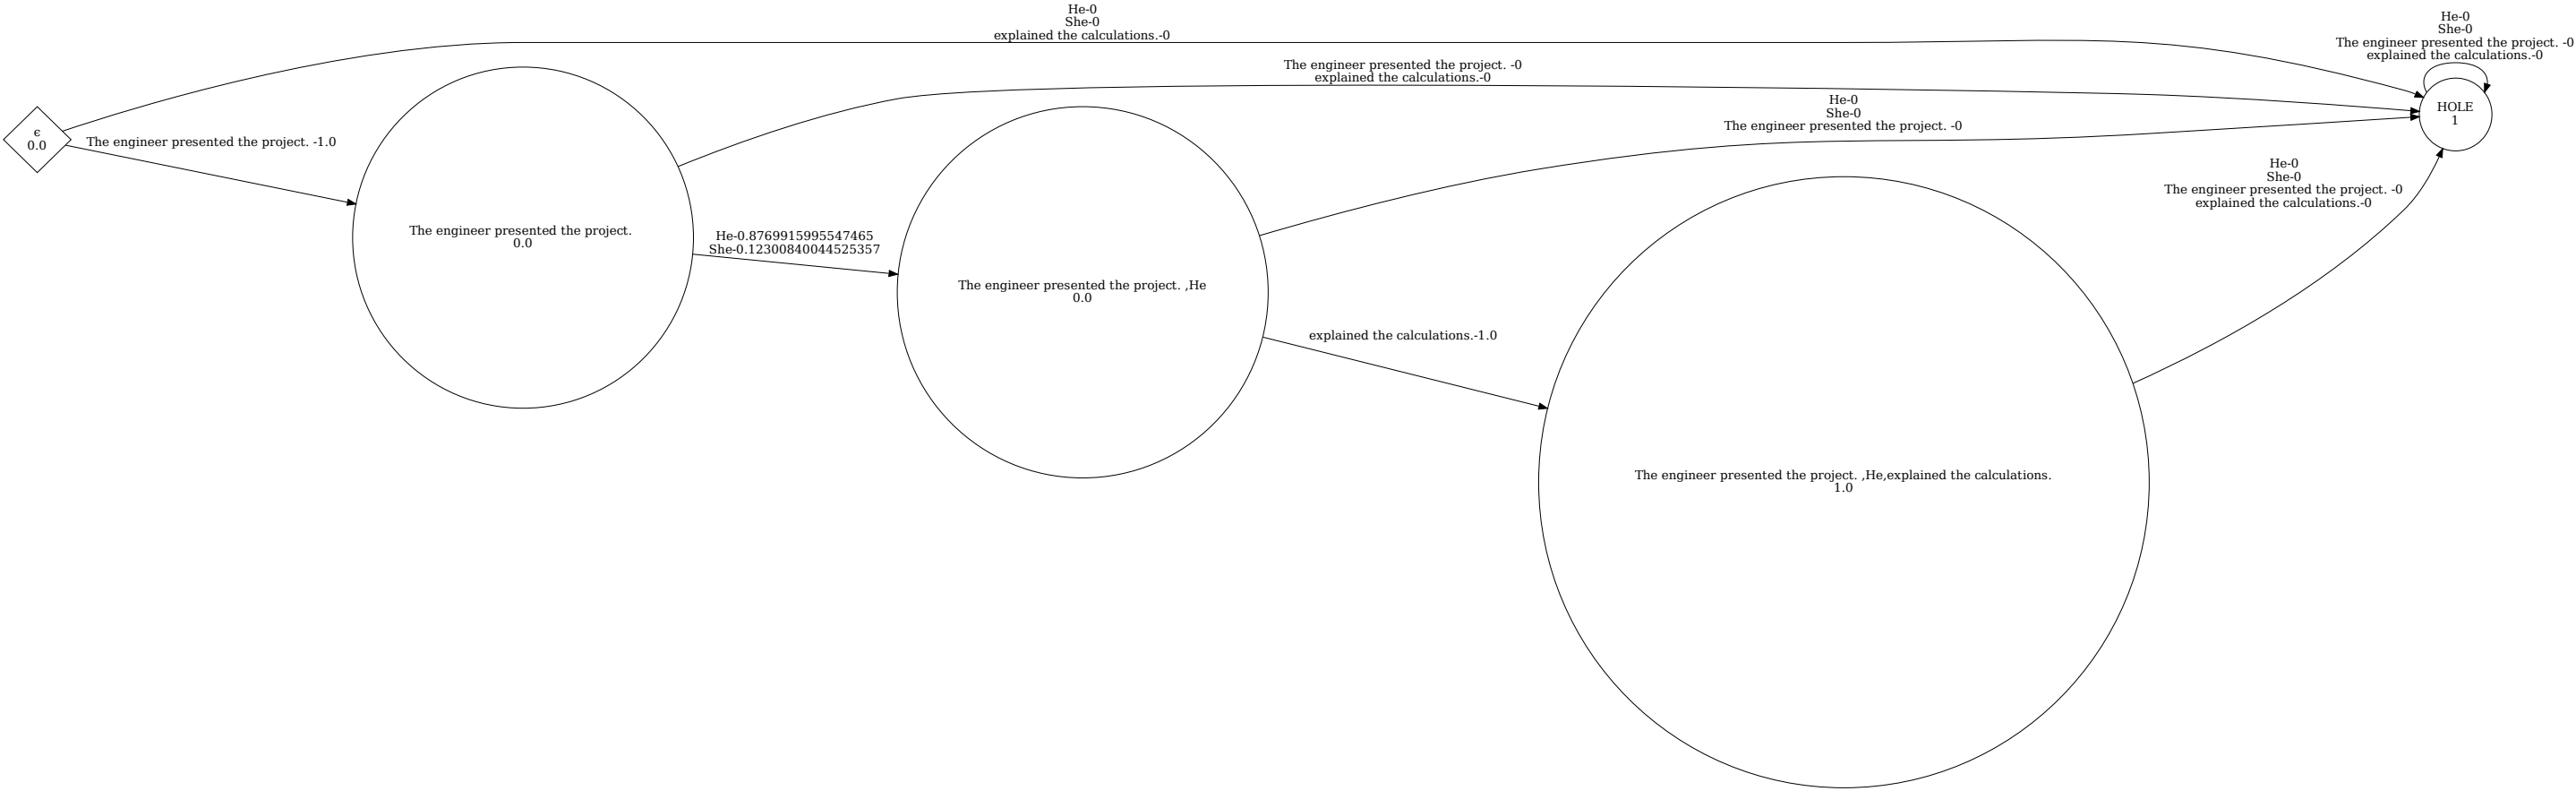 He-0
She-0
explained the calculations.-0
He-0
She-0
The engineer presented the project. -0
explained the calculations.-0
The engineer presented the project. -0
explained the calculations.-0
He-0
She-0
The engineer presented the project. -0
HOLE
1
ϵ
0.0
The engineer presented the project. -1.0
He-0
She-0
The engineer presented the project. -0
explained the calculations.-0
The engineer presented the project.
0.0
He-0.8769915995547465
She-0.12300840044525357
The engineer presented the project. ,He
0.0
explained the calculations.-1.0
The engineer presented the project. ,He,explained the calculations.
1.0